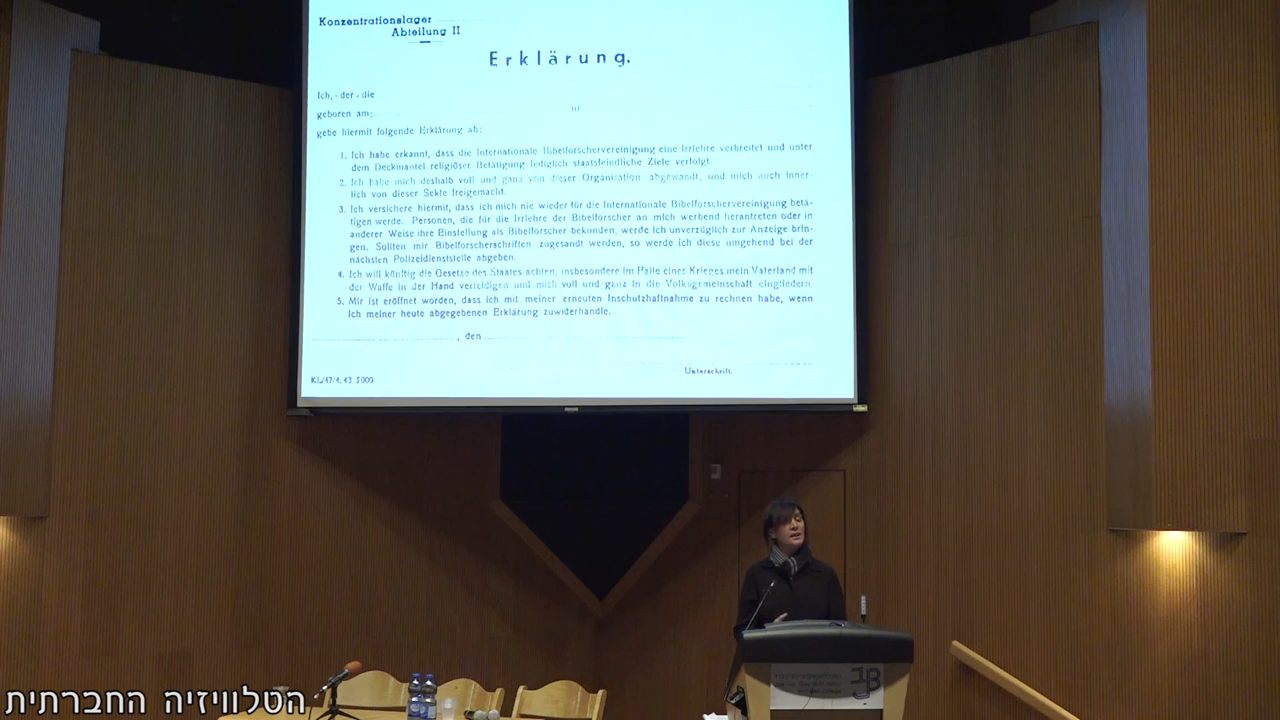 Konzentrationslager
Abteilung II
Erklärung.
Ich, - der - die
geboren am: in:
gebe hiermit folgende Erklärung ab:
1. Ich habe erkannt, dass die Internationale Bibelforschervereinigung eine Irrlehre verbreitet und unter
dem Deckmantel religiöser Betätigung lediglich staatsfeindliche Ziele verfolgt.
2. Ich habe mich deshalb voll und ganz von dieser Organisation abgewandt, und mich auch inner-
lich von dieser Sekte freigemacht.
3. Ich versichere hiermit, dass ich mich nie wieder für die Internationale Bibelforschervereinigung betä-
tigen werde. Personen, die für die Irrlehre der Bibelforscher an mich werbend herantreten oder in
anderer Weise ihre Einstellung als Bibelforscher bekunden, werde ich unverzüglich zur Anzeige brin-
gen. Sollten mir Bibelforscherschriften zugesandt werden, so werde ich diese umgehend bei der
nächsten Polizeidienststelle abgeben.
4. Ich will künftig die Gesetze des Staates achten, insbesondere im Falle eines Krieges mein Vaterland mit
der Waffe in der Hand verteidigen und mich voll und ganz in die Volksgemeinschaft eingliedern.
5. Mir ist eröffnet worden, dass ich mit meiner erneuten Inschutzhaftnahme zu rechnen habe, wenn
ich meiner heute abgegebenen Erklärung zuwiderhandle.
, den
Unterschrift.
KL/47/4. 43 5000
הטלוויזיה החברתית